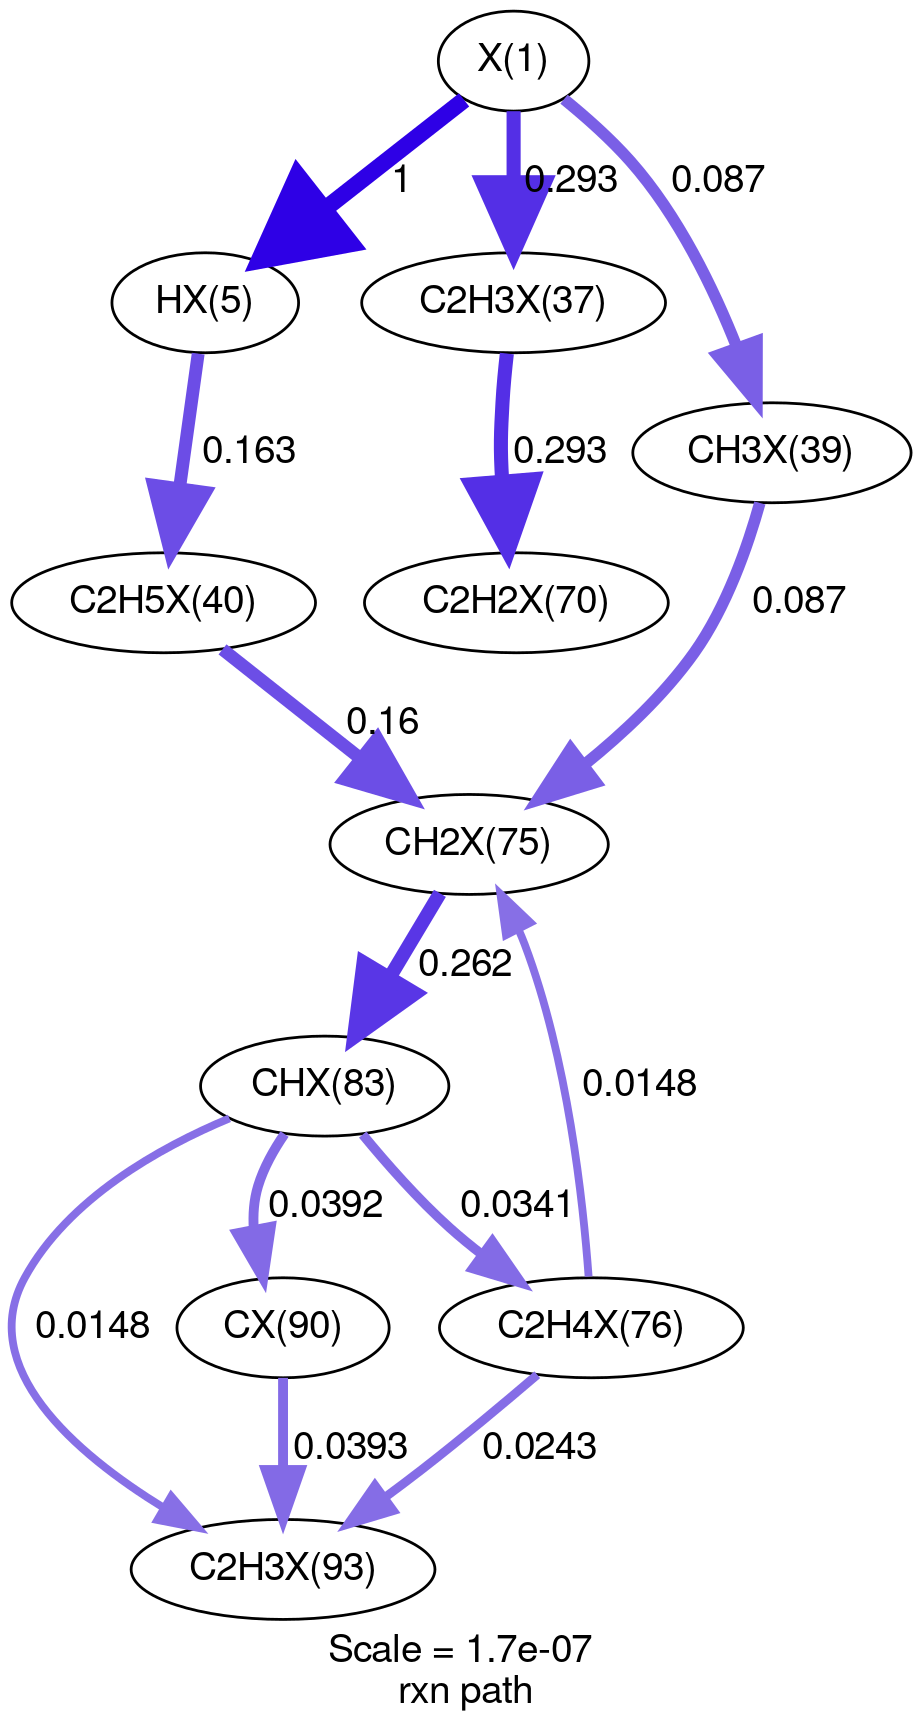 X(1)
1
0.293
0.087
HX(5)
C2H3X(37)
0.163
0.293
CH3X(39)
C2H5X(40)
C2H2X(70)
0.087
0.16
CH2X(75)
0.262
CHX(83)
0.0148
0.0392
0.0341
0.0148
CX(90)
C2H4X(76)
0.0393
0.0243
C2H3X(93)
Scale = 1.7e-07
rxn path